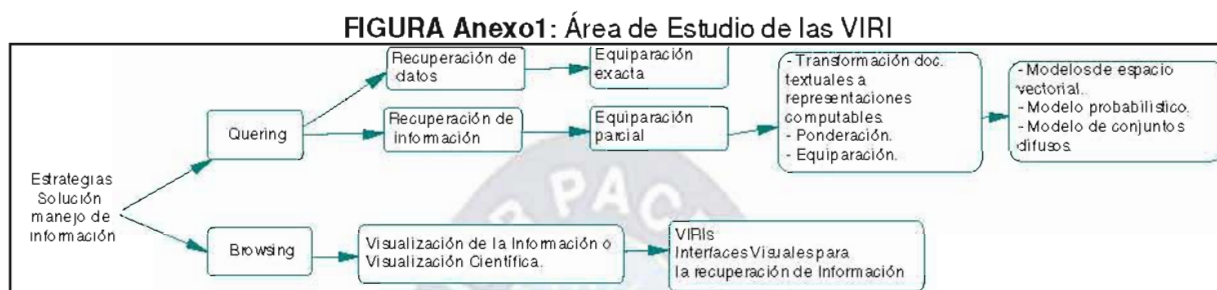 FIGURA Anexo1: Área de Estudio de las VIRI
Recuperación de
datos
Equiparación
exacta
- Transformación doc.
textuales a
representaciones
computables.
- Ponderación.
- Equiparación.
- Modelos de espacio
vectorial.
- Modelo probabilístico.
- Modelo de conjuntos
difusos.
Quering
Recuperación de
información
Equiparación
parcial
Estrategias
Solución
manejo de
información
Browsing
Visualización de la Información o
Visualización Científica.
VIRIs
Interfaces Visuales para
la recuperación de Información
PAC